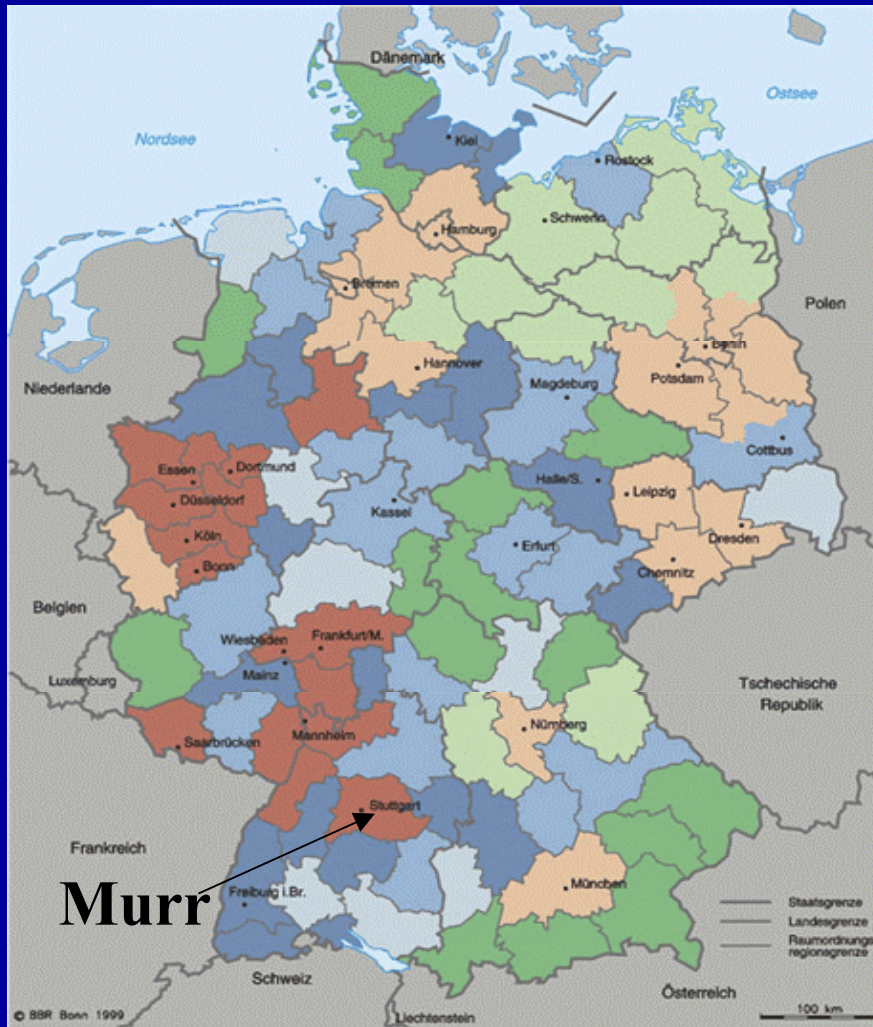 Dänemark
Ostsee
Nordsee
Kiel
Rostock
Schwerin
Hamburg
Bremen
Polen
Berlin
Hannover
Potsdam
Niederlande
Magdeburg
Cottbus
Essen
Dortmund
Halle/S.
Leipzig
Düsseldorf
Kassel
Köln
Dresden
Erfurt
Bonn
Chemnitz
Belgien
Wiesbaden
Frankfurt/M.
Mainz
Luxemburg
Tschechische
Republik
Nürnberg
Mannheim
Saarbrücken
Stuttgart
Frankreich
Murr
Freiburg i.Br.
München
Staatsgrenze
Landesgrenze
Raumordnungs
regionsgrenze
Schweiz
Österreich
© BBR Bonn 1999
Liechtenstein
100 km